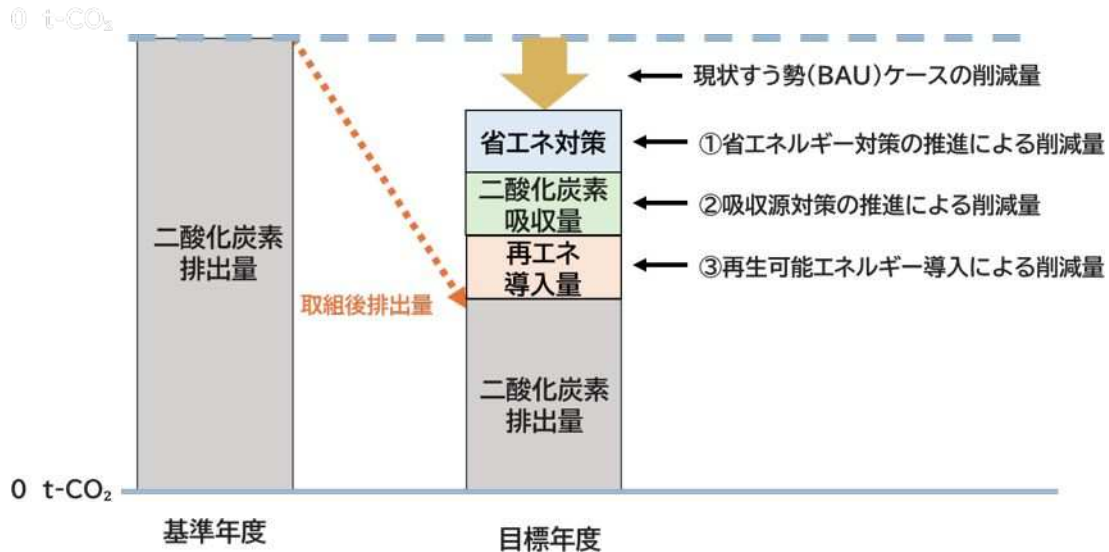 0 t-CO₂
現状すう勢(BAU)ケースの削減量
省エネ対策
①省エネルギー対策の推進による削減量
二酸化炭素
吸収量
②吸収源対策の推進による削減量
二酸化炭素
排出量
再エネ
導入量
③再生可能エネルギー導入による削減量
取組後排出量
二酸化炭素
排出量
0 t-CO₂
基準年度
目標年度